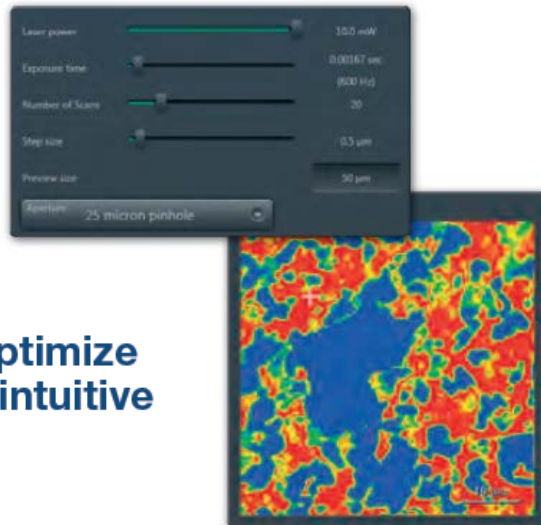 Laser power 10.0 mW
Exposure time 0.00167 sec
(600 Hz)
Number of Scans 20
Step size 0.5 µm
Preview size 50 µm
Aperture 25 micron pinhole
ptimize
intuitive